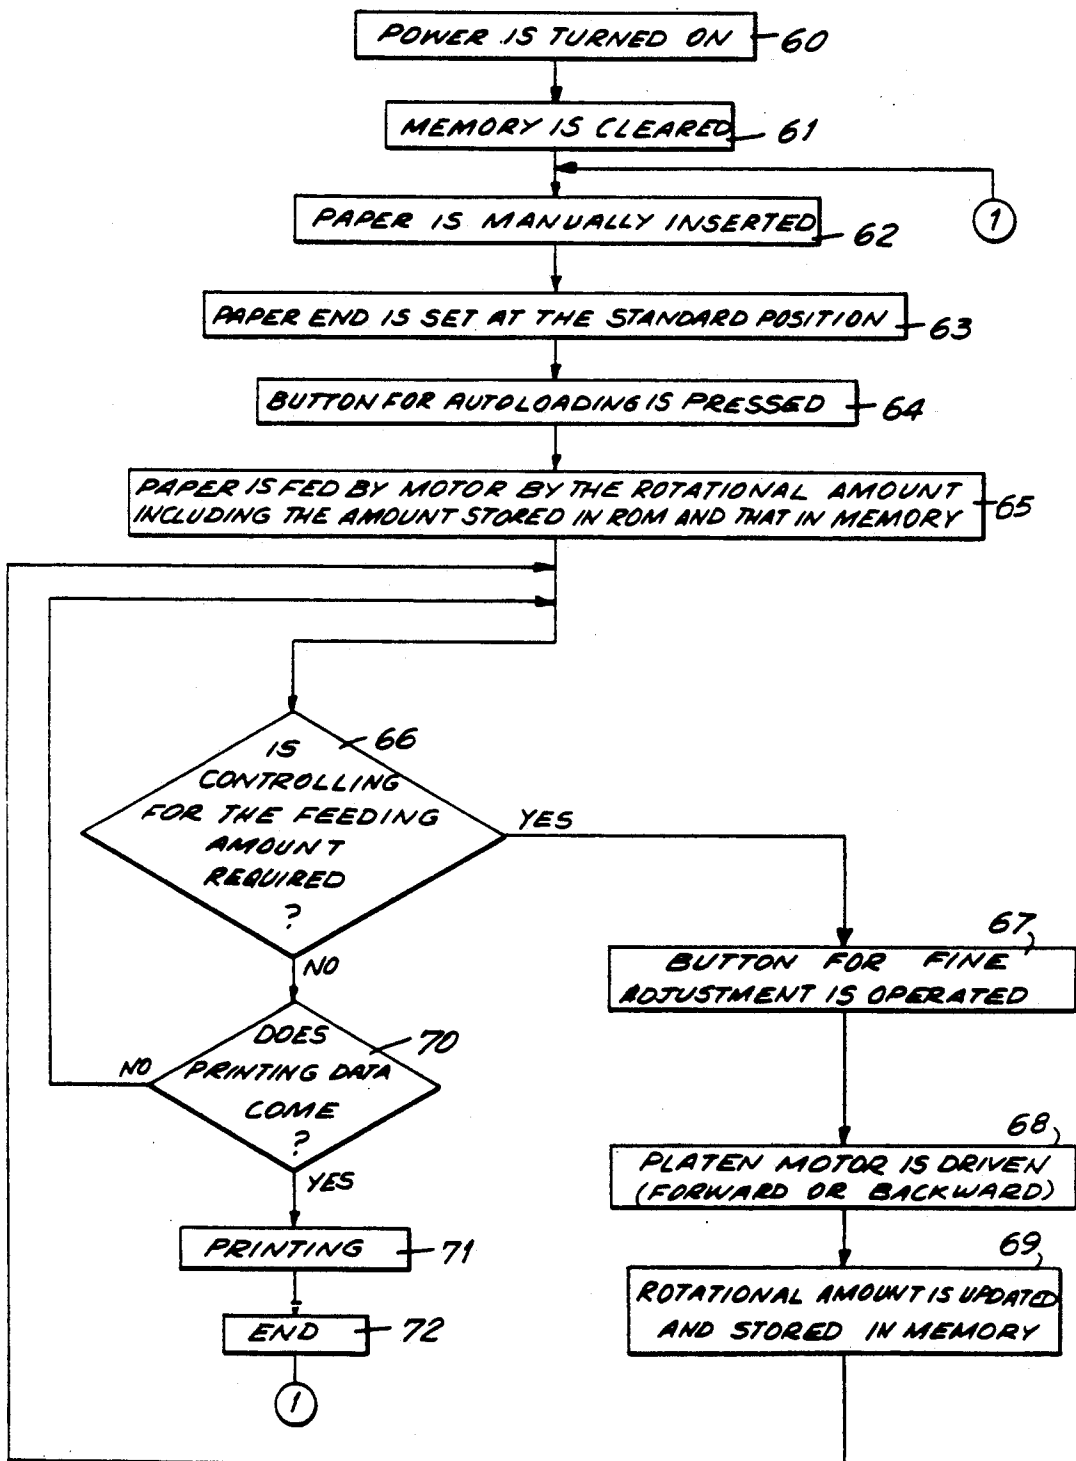 POWER IS TURNED ON
60
MEMORY IS CLEARED
61
1
PAPER IS MANUALLY INSERTED
62
PAPER END IS SET AT THE STANDARD POSITION
63
BUTTON FOR AUTOLOADING IS PRESSED
64
PAPER IS FED BY MOTOR BY THE ROTATIONAL AMOUNT
INCLUDING THE AMOUNT STORED IN ROM AND THAT IN MEMORY
65
66
IS
CONTROLLING
FOR THE FEEDING
AMOUNT
REQUIRED
?
YES
NO
67
BUTTON FOR FINE
ADJUSTMENT IS OPERATED
70
DOES
PRINTING DATA
COME
?
NO
YES
68
PLATEN MOTOR IS DRIVEN
(FORWARD OR BACKWARD)
PRINTING
71
69
ROTATIONAL AMOUNT IS UPDATED
AND STORED IN MEMORY
END
72
1